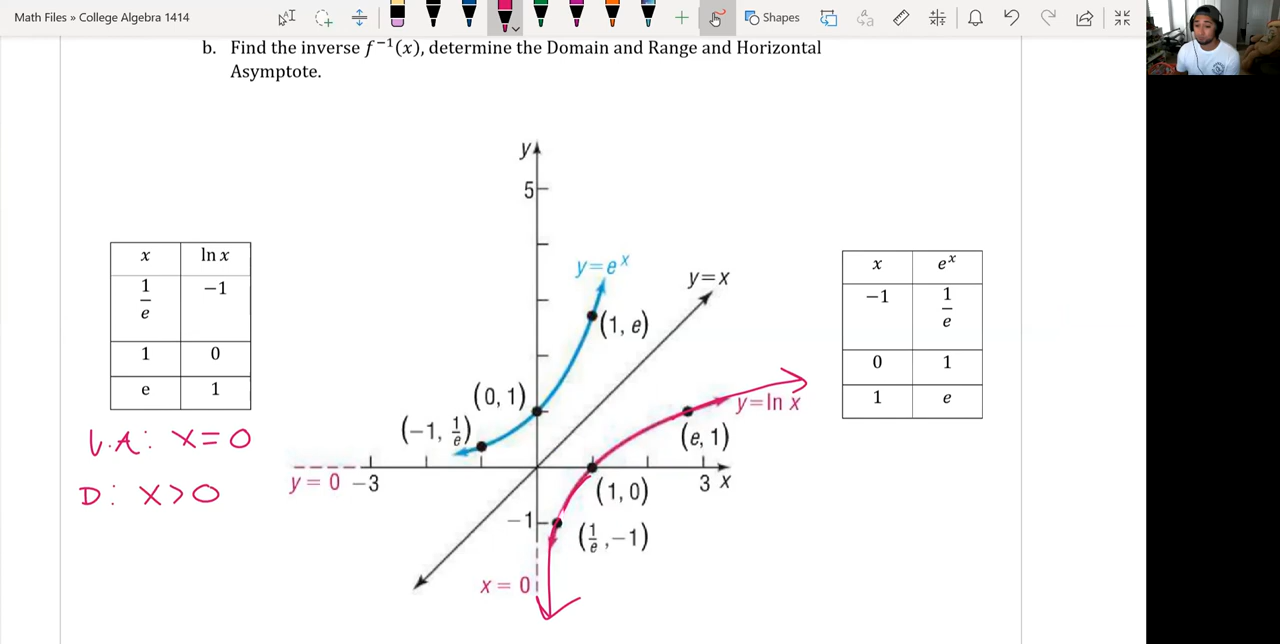 Math Files » College Algebra 1414
Shapes
b. Find the inverse f⁻¹(x), determine the Domain and Range and Horizontal
Asymptote.
y
5
y=eˣ
y=x
(1, e)
(0, 1)
(−1, 1/e)
y=ln x
(e, 1)
y = 0
−3
(1, 0)
3
x
−1
(1/e, −1)
x = 0
x ln x
1/e −1
1 0
e 1
V.A: x=0
D: x>0
x eˣ
−1 1/e
0 1
1 e